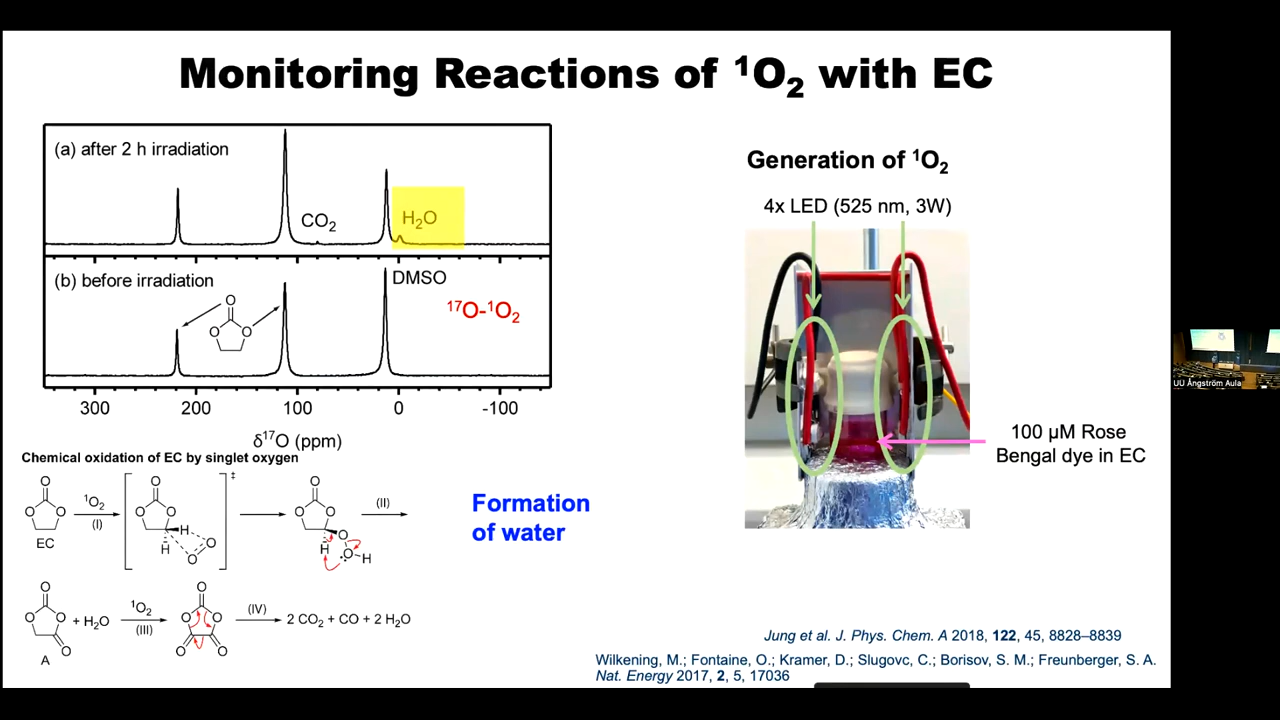 Monitoring Reactions of ¹O₂ with EC
(a) after 2 h irradiation
CO₂
H₂O
(b) before irradiation
DMSO
¹⁷O-¹O₂
O
O
O
300
200
100
0
-100
δ¹⁷O (ppm)
Chemical oxidation of EC by singlet oxygen
O
O
O
EC
¹O₂
(I)
O
O
O
H
H
O
O
‡
O
O
O
H
O
O
H
(II)
O
O
O
O
A
+ H₂O
¹O₂
(III)
O
O
O
O
O
(IV)
2 CO₂ + CO + 2 H₂O
Formation
of water
Generation of ¹O₂
4x LED (525 nm, 3W)
100 µM Rose
Bengal dye in EC
Jung et al. J. Phys. Chem. A 2018, 122, 45, 8828–8839
Wilkening, M.; Fontaine, O.; Kramer, D.; Slugovc, C.; Borisov, S. M.; Freunberger, S. A.
Nat. Energy 2017, 2, 5, 17036
UU Ångström Aula